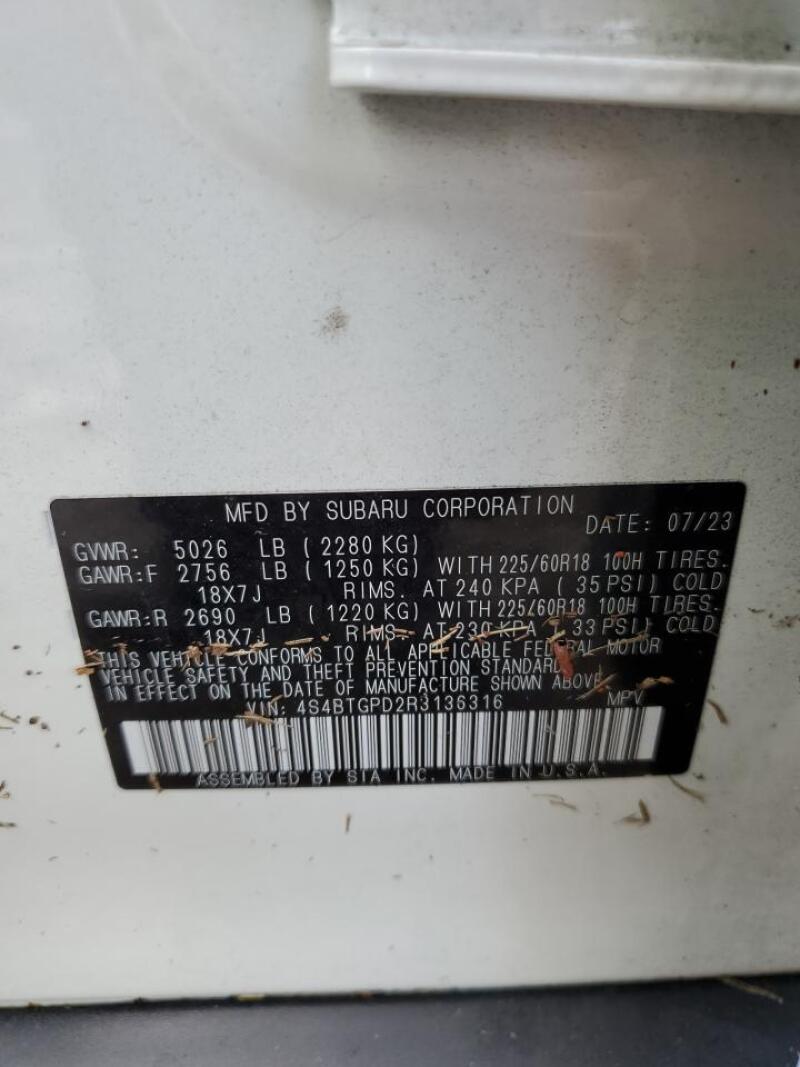 MFD BY SUBARU CORPORATION DATE: 07/23
GVWR: 5026 LB (2280 KG)
GAWR:F 2756 LB (1250 KG) WITH 225/60R18 100H TIRES.
18X7J RIMS. AT 240 KPA (35 PSI) COLD
GAWR:R 2690 LB (1220 KG) WITH 225/60R18 100H TIRES.
18X7J RIMS. AT 230 KPA (33 PSI) COLD
THIS VEHICLE CONFORMS TO ALL APPLICABLE FEDERAL MOTOR
VEHICLE SAFETY AND THEFT PREVENTION STANDARDS
IN EFFECT ON THE DATE OF MANUFACTURE SHOWN ABOVE.
VIN: 4S4BTGPD2R3136316 MPV
ASSEMBLED BY SIA INC. MADE IN U.S.A.